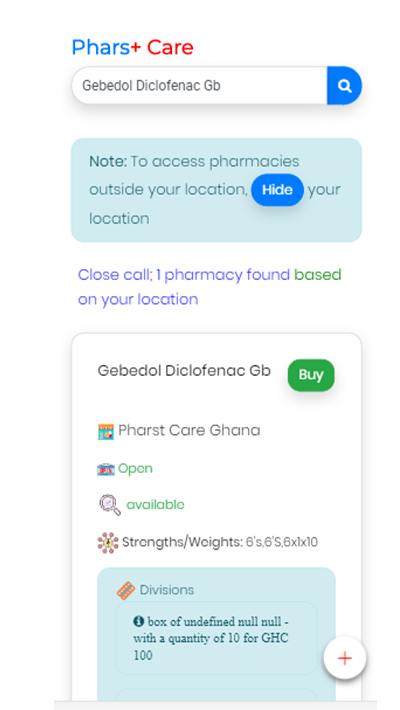 Phars+ Care
Gebedol Diclofenac Gb
Note: To access pharmacies
outside your location, Hide your
location
Close call; 1 pharmacy found based
on your location
Gebedol Diclofenac Gb Buy
Pharst Care Ghana
Open
available
Strengths/Weights: 6's,6'S,6x1x10
Divisions
box of undefined null null -
with a quantity of 10 for GHC
100
+